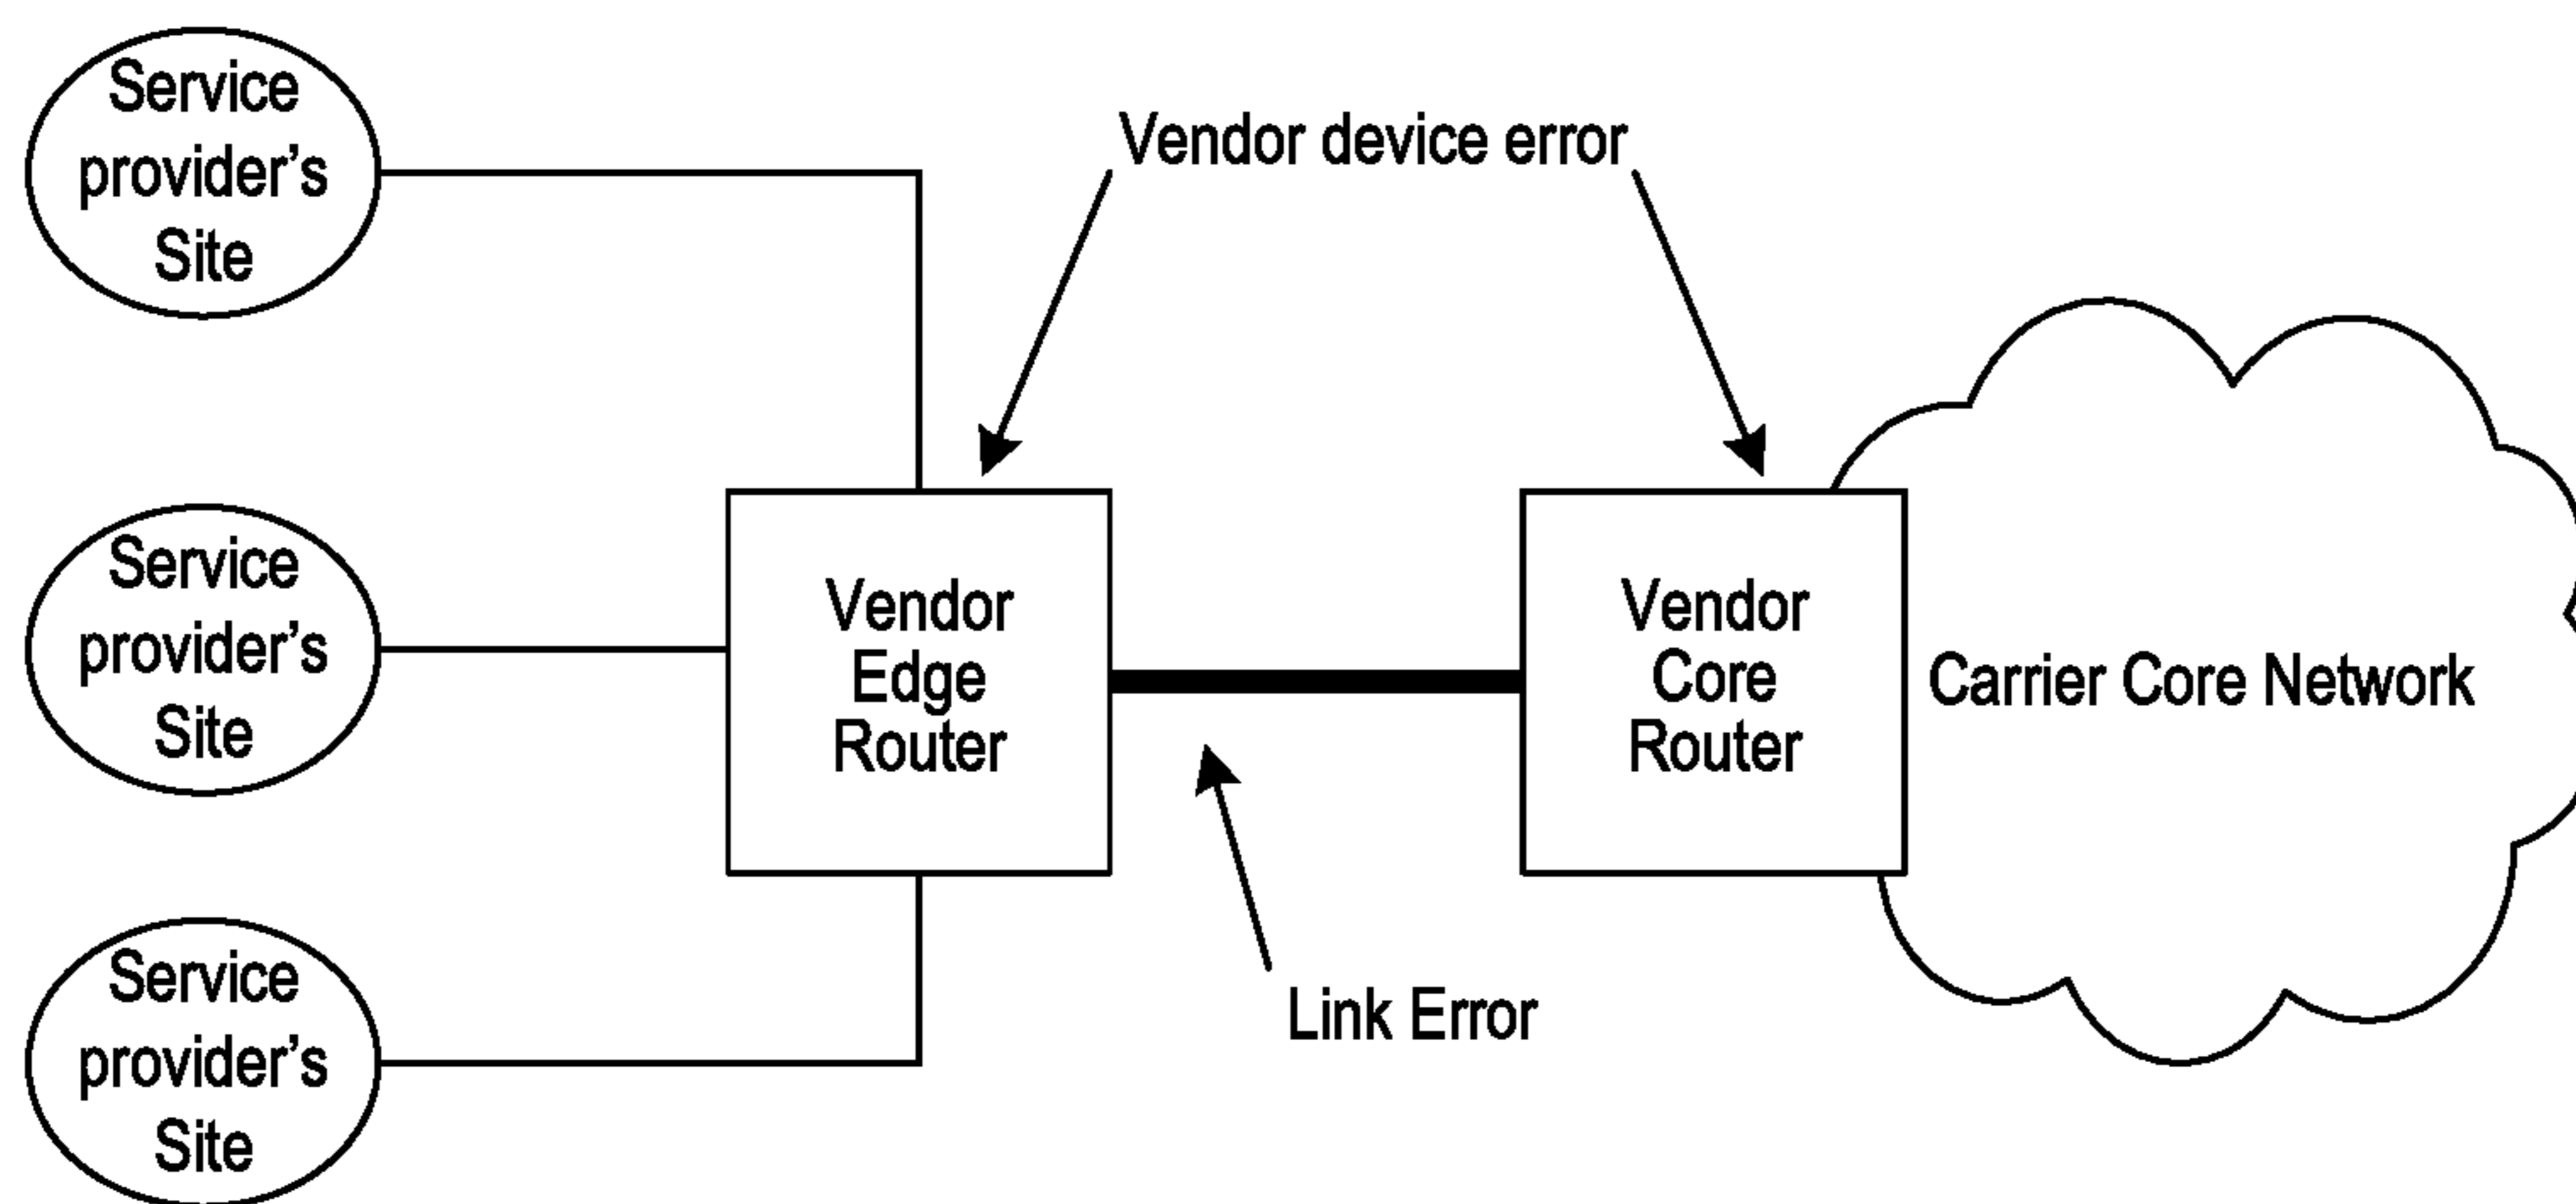 Service
provider's
Site
Vendor device error
Service
provider's
Site
Vendor
Edge
Router
Vendor
Core
Router
Carrier Core Network
Service
provider's
Site
Link Error